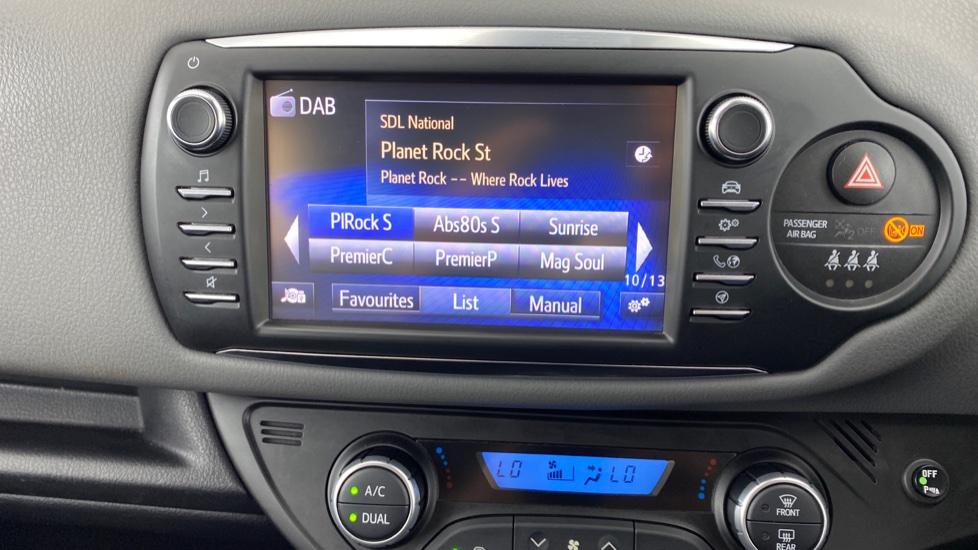 DAB
SDL National
Planet Rock St
Planet Rock -- Where Rock Lives
PlRock S Abs80s S Sunrise
PremierC PremierP Mag Soul
10/13
Favourites List Manual
PASSENGER
AIR BAG
OFF
ON
A/C
DUAL
LO LO
FRONT
REAR
OFF
P